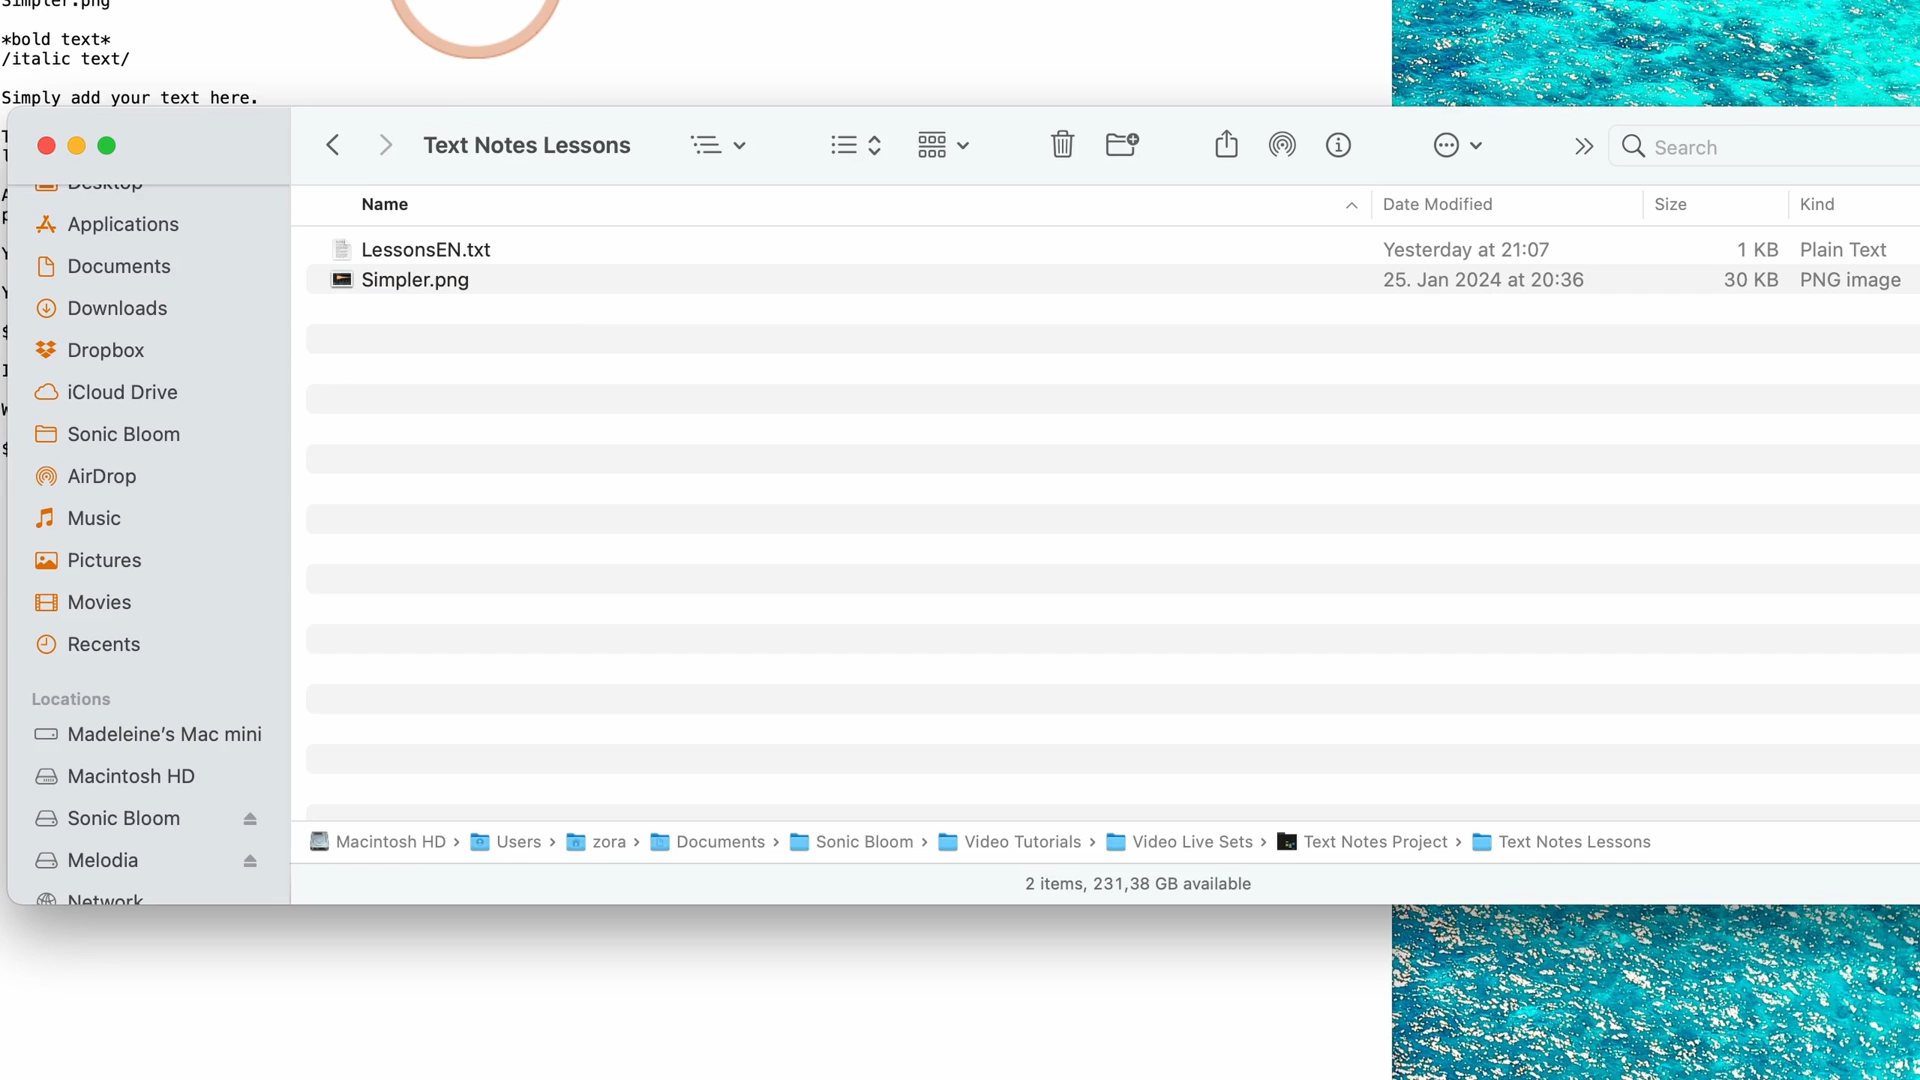 Simpler.png
*bold text*
/italic text/
Simply add your text here.
Text Notes Lessons
Search
Name
Date Modified
Size
Kind
LessonsEN.txt
Yesterday at 21:07
1 KB
Plain Text
Simpler.png
25. Jan 2024 at 20:36
30 KB
PNG image
Desktop
Applications
Documents
Downloads
Dropbox
iCloud Drive
Sonic Bloom
AirDrop
Music
Pictures
Movies
Recents
Locations
Madeleine’s Mac mini
Macintosh HD
Sonic Bloom
Melodia
Network
Macintosh HD › Users › zora › Documents › Sonic Bloom › Video Tutorials › Video Live Sets › Text Notes Project › Text Notes Lessons
2 items, 231,38 GB available